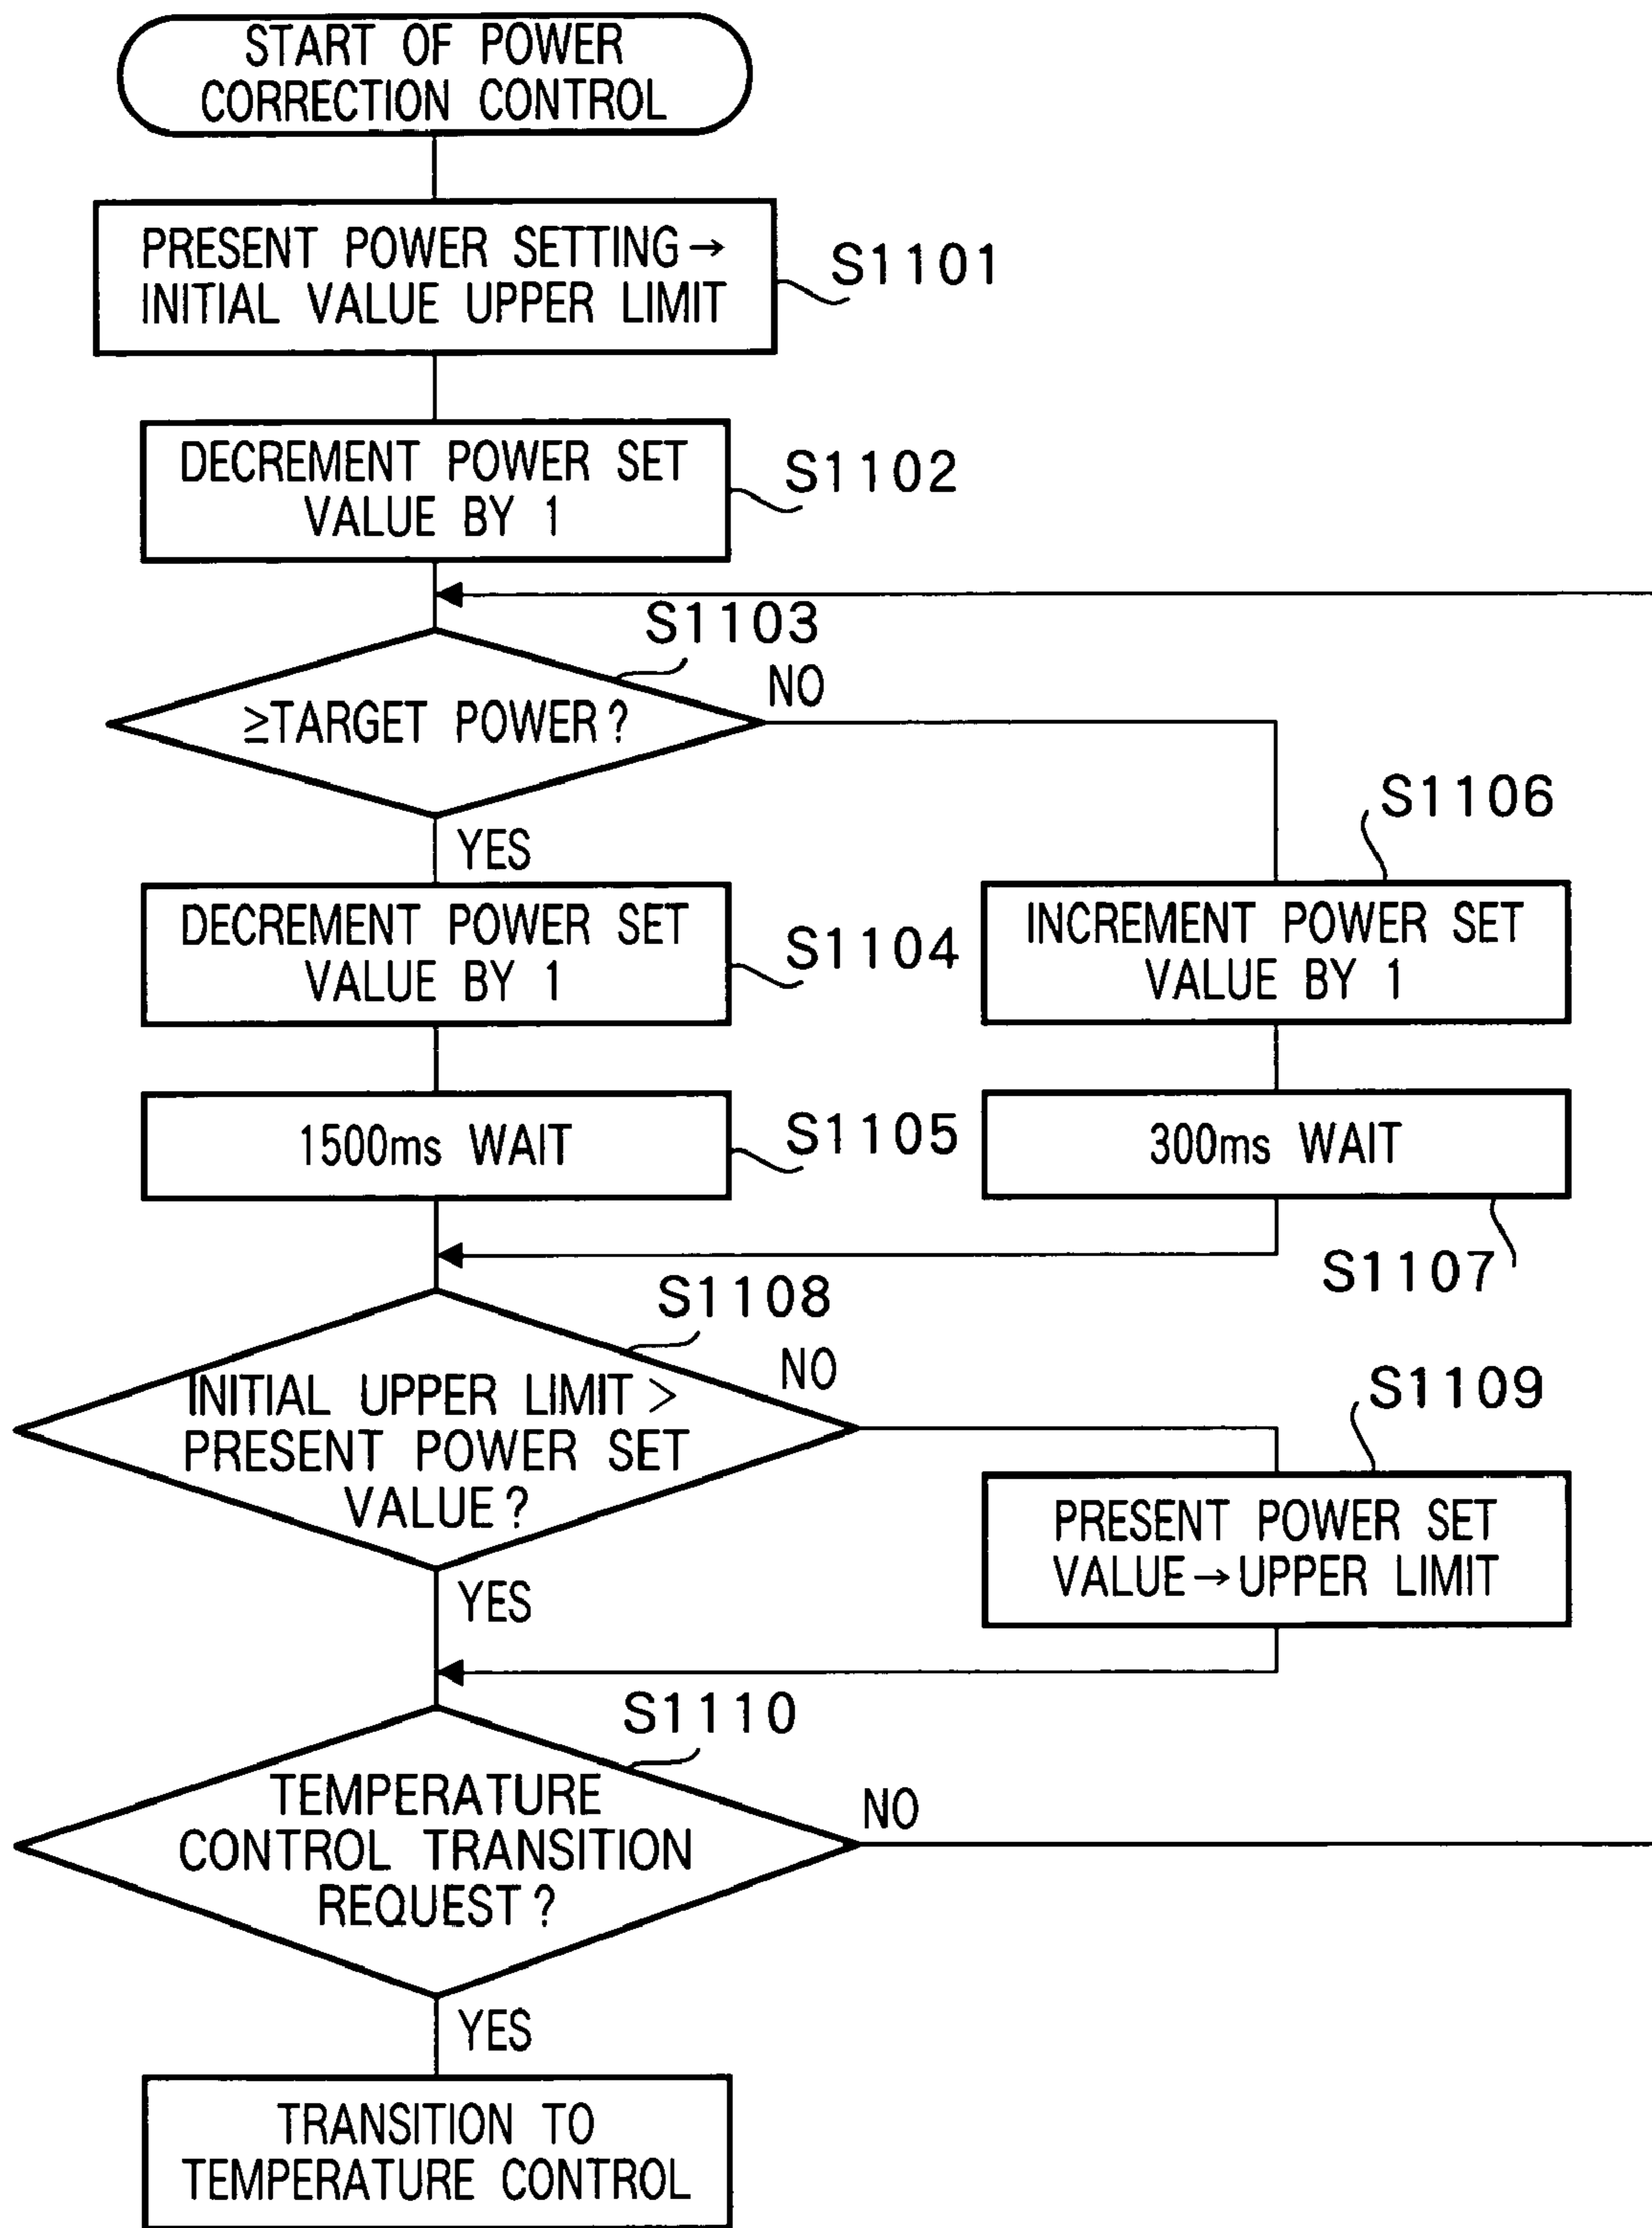 START OF POWER
CORRECTION CONTROL
PRESENT POWER SETTING→
INITIAL VALUE UPPER LIMIT
S1101
DECREMENT POWER SET
VALUE BY 1
S1102
S1103
≥TARGET POWER?
NO
YES
DECREMENT POWER SET
VALUE BY 1
S1104
S1106
INCREMENT POWER SET
VALUE BY 1
1500ms WAIT
S1105
300ms WAIT
S1107
S1108
INITIAL UPPER LIMIT >
PRESENT POWER SET
VALUE?
NO
YES
S1109
PRESENT POWER SET
VALUE→UPPER LIMIT
S1110
TEMPERATURE
CONTROL TRANSITION
REQUEST?
NO
YES
TRANSITION TO
TEMPERATURE CONTROL